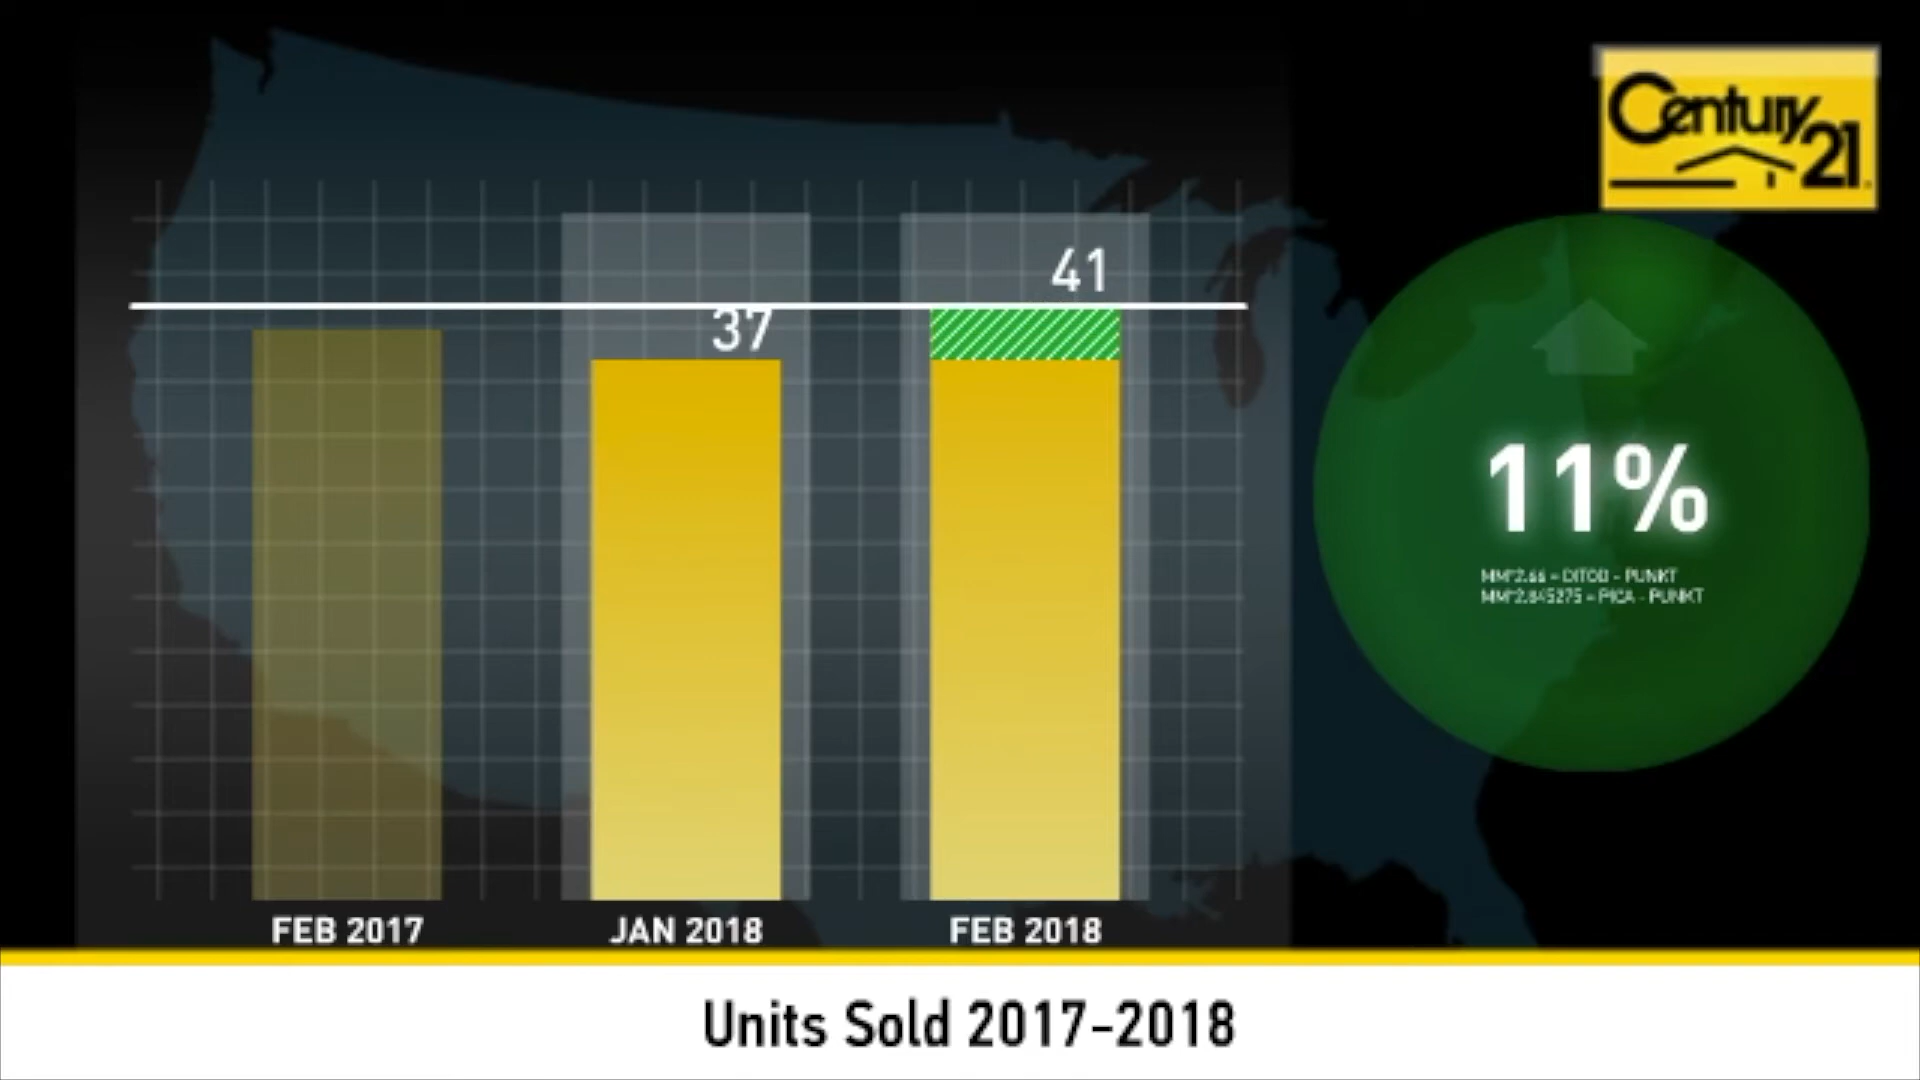 Century 21
41
37
11%
FEB 2017
JAN 2018
FEB 2018
Units Sold 2017-2018